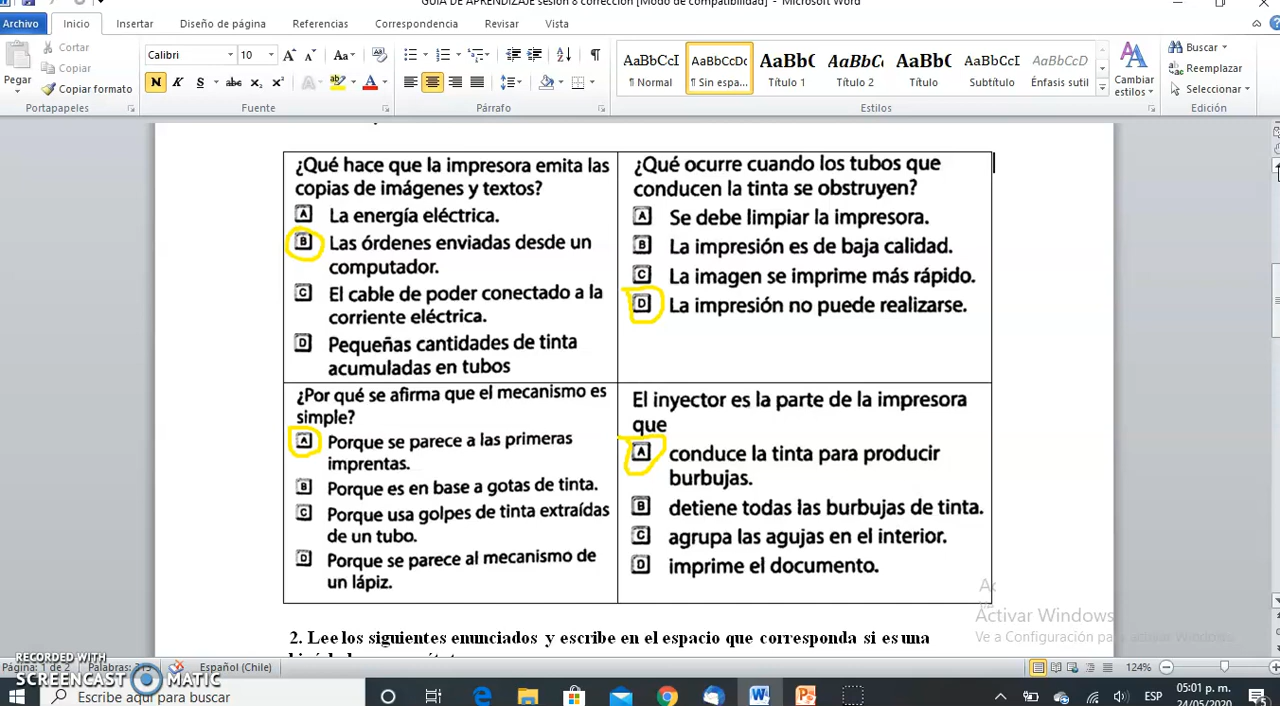 GUIA DE APRENDIZAJE sesión 8 corrección [Modo de compatibilidad] - Microsoft Word
Archivo
Inicio
Insertar
Diseño de página
Referencias
Correspondencia
Revisar
Vista
Pegar
Cortar
Copiar
Copiar formato
Portapapeles
Calibri
10
Aa
N K S abc x₂ x²
Fuente
Párrafo
AaBbCcI
¶ Normal
AaBbCcDc
¶ Sin espa...
AaBbC
Título 1
AaBbCc
Título 2
AaBbC
Título
AaBbCcI
Subtítulo
AaBbCcD
Énfasis sutil
Estilos
Cambiar
estilos
Buscar
Reemplazar
Seleccionar
Edición
¿Qué hace que la impresora emita las
copias de imágenes y textos?
A La energía eléctrica.
B Las órdenes enviadas desde un
computador.
C El cable de poder conectado a la
corriente eléctrica.
D Pequeñas cantidades de tinta
acumuladas en tubos
¿Qué ocurre cuando los tubos que
conducen la tinta se obstruyen?
A Se debe limpiar la impresora.
B La impresión es de baja calidad.
C La imagen se imprime más rápido.
D La impresión no puede realizarse.
¿Por qué se afirma que el mecanismo es
simple?
A Porque se parece a las primeras
imprentas.
B Porque es en base a gotas de tinta.
C Porque usa golpes de tinta extraídas
de un tubo.
D Porque se parece al mecanismo de
un lápiz.
El inyector es la parte de la impresora
que
A conduce la tinta para producir
burbujas.
B detiene todas las burbujas de tinta.
C agrupa las agujas en el interior.
D imprime el documento.
2. Lee los siguientes enunciados y escribe en el espacio que corresponda si es una
Activar Windows
Ve a Configuración para activar Windows.
Página: 1 de 2
Palabras: 315
Español (Chile)
124%
RECORDED WITH
SCREENCAST MATIC
Escribe aquí para buscar
ESP
05:01 p. m.
24/05/2020